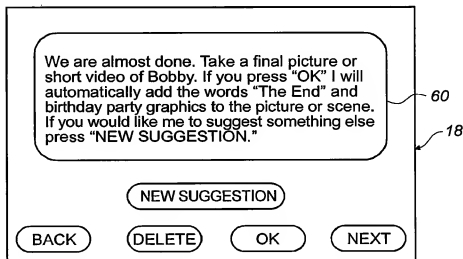 We are almost done. Take a final picture or
short video of Bobby. If you press “OK” I will
automatically add the words “The End” and
birthday party graphics to the picture or scene.
If you would like me to suggest something else
press “NEW SUGGESTION.”
60
18
NEW SUGGESTION
BACK DELETE OK NEXT